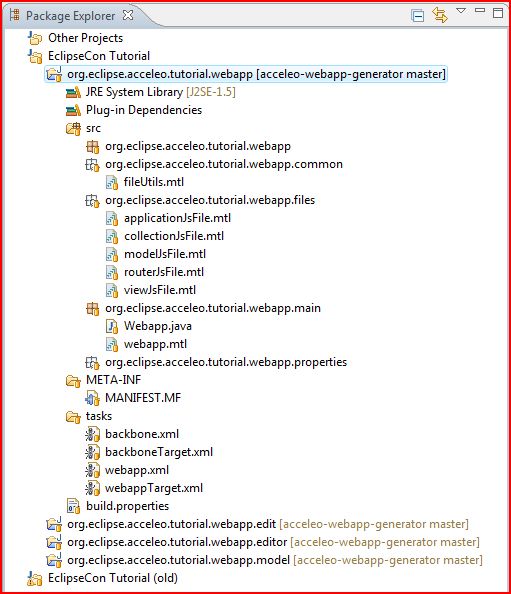 Package Explorer
Other Projects
EclipseCon Tutorial
org.eclipse.acceleo.tutorial.webapp [acceleo-webapp-generator master]
JRE System Library [J2SE-1.5]
Plug-in Dependencies
src
org.eclipse.acceleo.tutorial.webapp
org.eclipse.acceleo.tutorial.webapp.common
fileUtils.mtl
org.eclipse.acceleo.tutorial.webapp.files
applicationJsFile.mtl
collectionJsFile.mtl
modelJsFile.mtl
routerJsFile.mtl
viewJsFile.mtl
org.eclipse.acceleo.tutorial.webapp.main
Webapp.java
webapp.mtl
org.eclipse.acceleo.tutorial.webapp.properties
META-INF
MANIFEST.MF
tasks
backbone.xml
backboneTarget.xml
webapp.xml
webappTarget.xml
build.properties
org.eclipse.acceleo.tutorial.webapp.edit [acceleo-webapp-generator master]
org.eclipse.acceleo.tutorial.webapp.editor [acceleo-webapp-generator master]
org.eclipse.acceleo.tutorial.webapp.model [acceleo-webapp-generator master]
EclipseCon Tutorial (old)